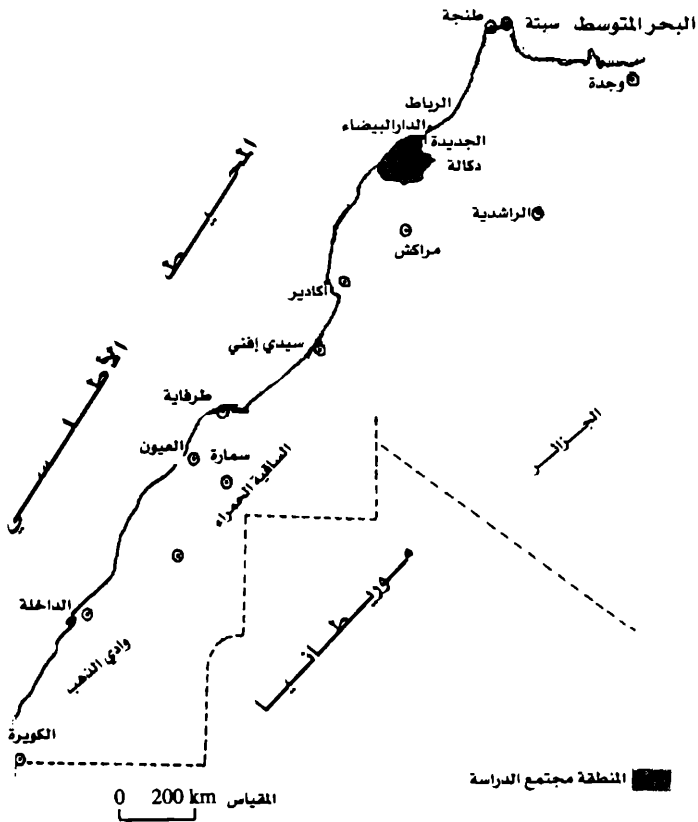 طنجة
سبتة
البحر المتوسط
وجدة
الرباط
والدارالبيضاء
الجديدة
دكالة
المحيط
الراشدية
مراكش
أكادير
سيدي إفني
الأطلسي
طرفاية
الجزائر
العيون
سمارة
الساقية الحمراء
موريطانيا
الداخلة
وادي الذهب
الكويرة
المنطقة مجتمع الدراسة
0 200 km المقياس